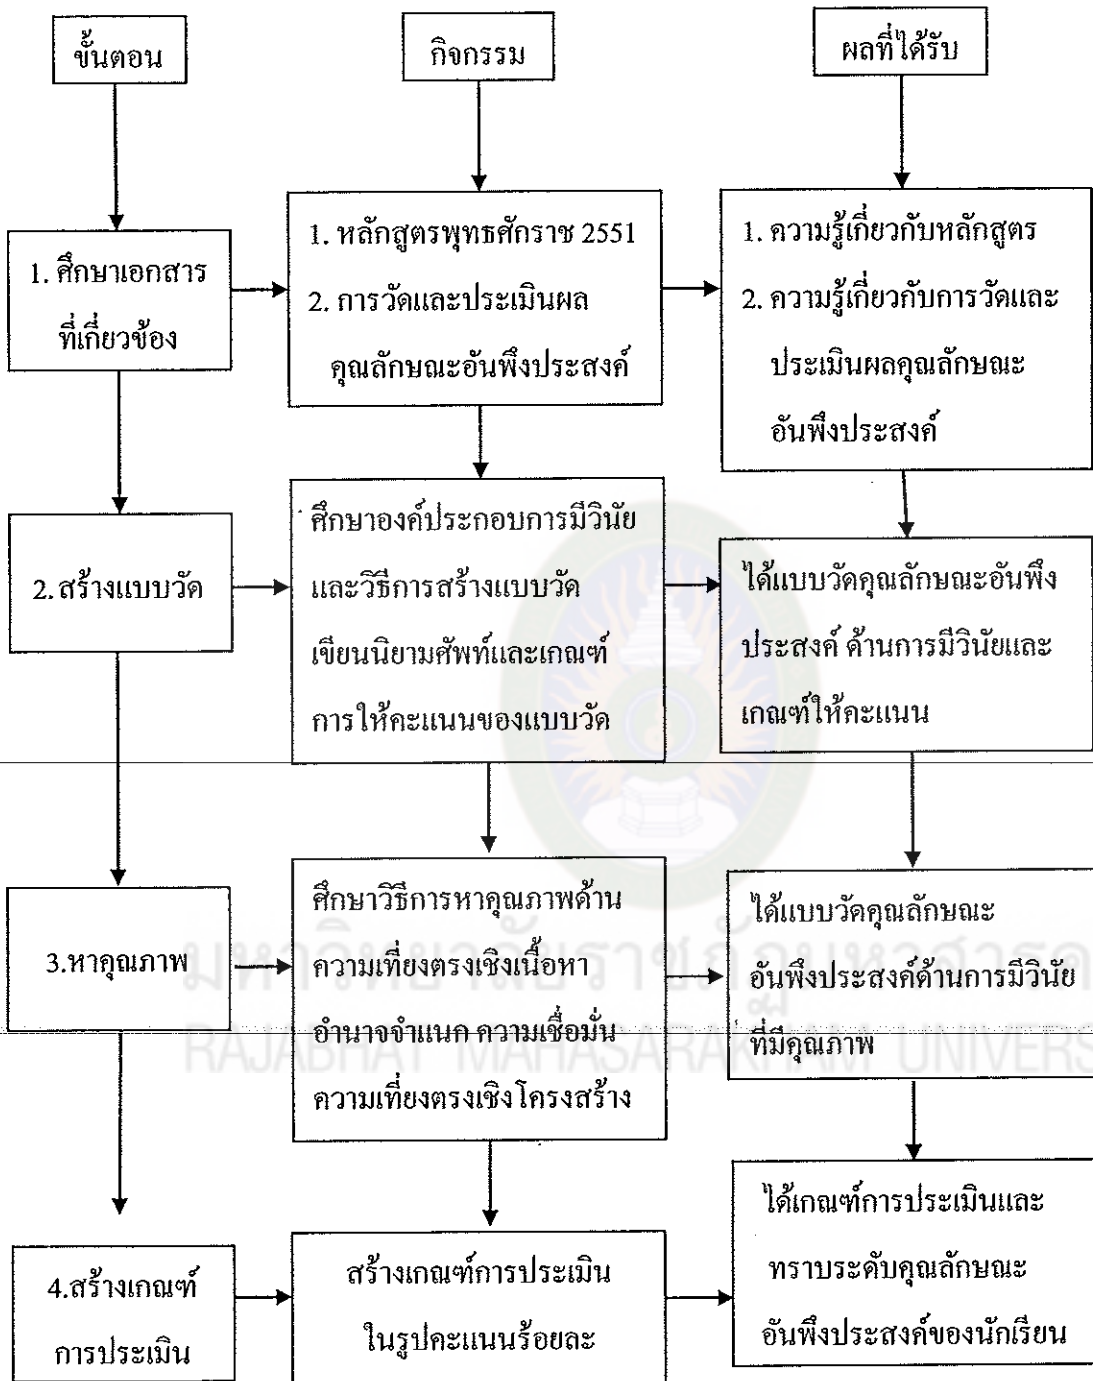 ขั้นตอน
กิจกรรม
ผลที่ได้รับ
1. ศึกษาเอกสาร
ที่เกี่ยวข้อง
1. หลักสูตรพุทธศักราช 2551
2. การวัดและประเมินผล
คุณลักษณะอันพึงประสงค์
1. ความรู้เกี่ยวกับหลักสูตร
2. ความรู้เกี่ยวกับการวัดและ
ประเมินผลคุณลักษณะ
อันพึงประสงค์
2. สร้างแบบวัด
ศึกษาองค์ประกอบการมีวินัย
และวิธีการสร้างแบบวัด
เขียนนิยามศัพท์และเกณฑ์
การให้คะแนนของแบบวัด
ได้แบบวัดคุณลักษณะอันพึง
ประสงค์ ด้านการมีวินัยและ
เกณฑ์ให้คะแนน
3.หาคุณภาพ
ศึกษาวิธีการหาคุณภาพด้าน
ความเที่ยงตรงเชิงเนื้อหา
อำนาจจำแนก ความเชื่อมั่น
ความเที่ยงตรงเชิงโครงสร้าง
ได้แบบวัดคุณลักษณะ
อันพึงประสงค์ด้านการมีวินัย
ที่มีคุณภาพ
4.สร้างเกณฑ์
การประเมิน
สร้างเกณฑ์การประเมิน
ในรูปคะแนนร้อยละ
ได้เกณฑ์การประเมินและ
ทราบระดับคุณลักษณะ
อันพึงประสงค์ของนักเรียน
มหาวิทยาลัยราชภัฏมหาสารค
RAJABHAT MAHASARAKHAM UNIVERS